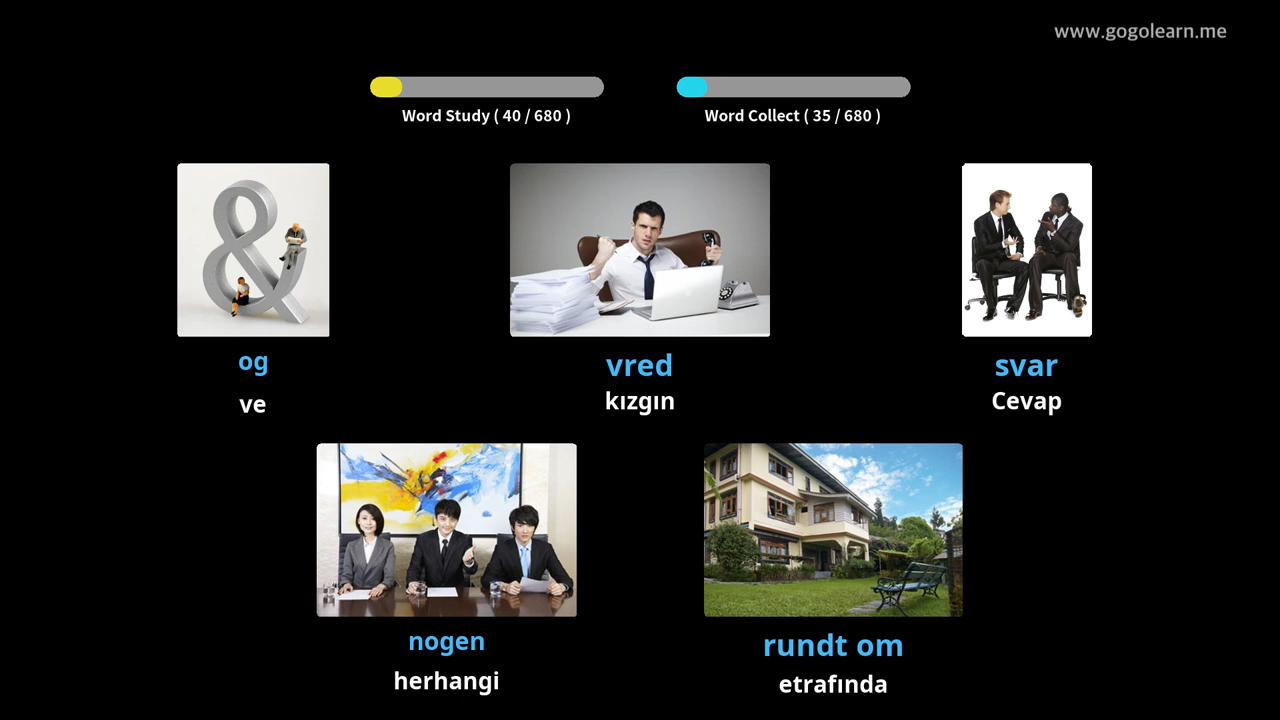 www.gogolearn.me
Word Study ( 40 / 680 )
Word Collect ( 35 / 680 )
og
ve
vred
kızgın
svar
Cevap
nogen
herhangi
rundt om
etrafında